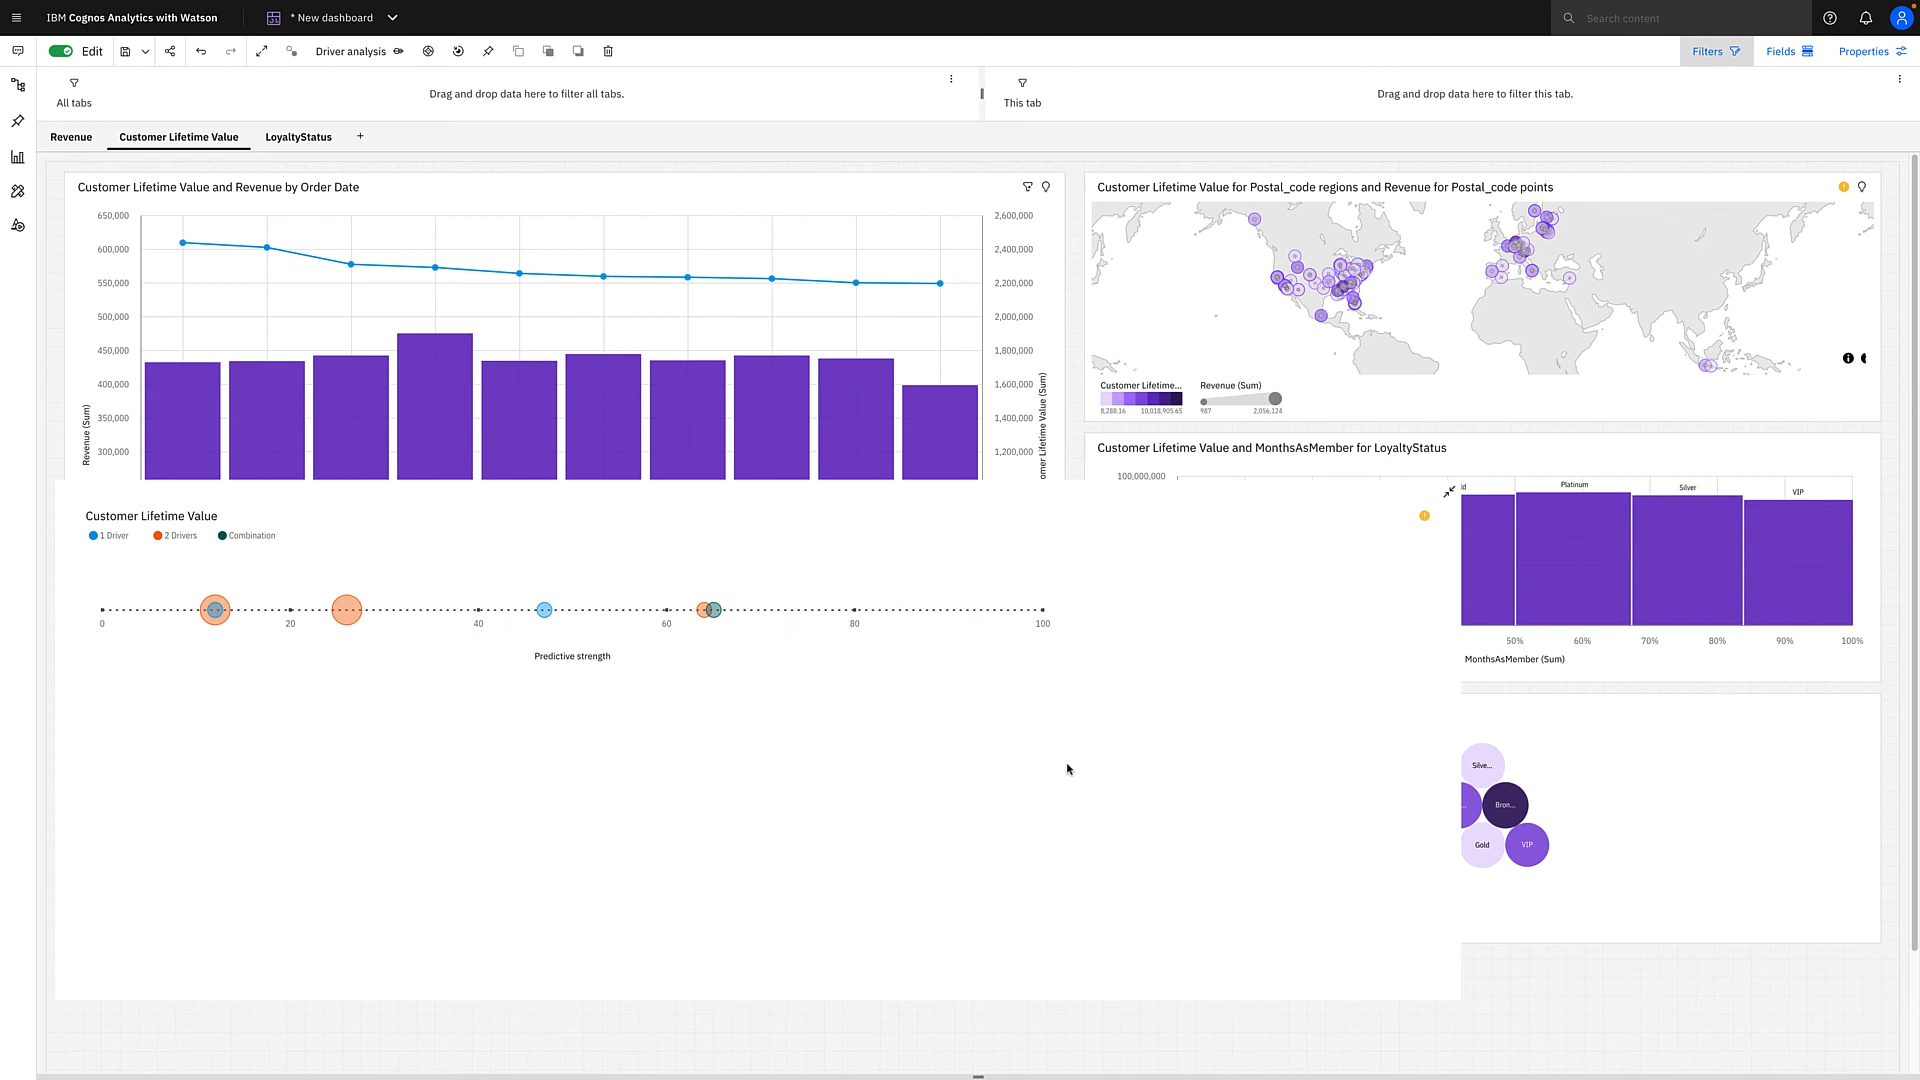 IBM Cognos Analytics with Watson
* New dashboard
Search content
Edit
Driver analysis
Filters
Fields
Properties
All tabs
Drag and drop data here to filter all tabs.
This tab
Drag and drop data here to filter this tab.
Revenue
Customer Lifetime Value
LoyaltyStatus
+
Customer Lifetime Value and Revenue by Order Date
650,000
600,000
550,000
500,000
450,000
400,000
350,000
300,000
Revenue (Sum)
2,600,000
2,400,000
2,200,000
2,000,000
1,800,000
1,600,000
1,400,000
1,200,000
omer Lifetime Value (Sum)
Customer Lifetime Value for Postal_code regions and Revenue for Postal_code points
Customer Lifetime...
8,288.16
10,018,905.65
Revenue (Sum)
987
2,056,124
Customer Lifetime Value and MonthsAsMember for LoyaltyStatus
100,000,000
ld
Platinum
Silver
VIP
50%
60%
70%
80%
90%
100%
MonthsAsMember (Sum)
Customer Lifetime Value
1 Driver
2 Drivers
Combination
0
20
40
60
80
100
Predictive strength
Silve...
Bron...
Gold
VIP